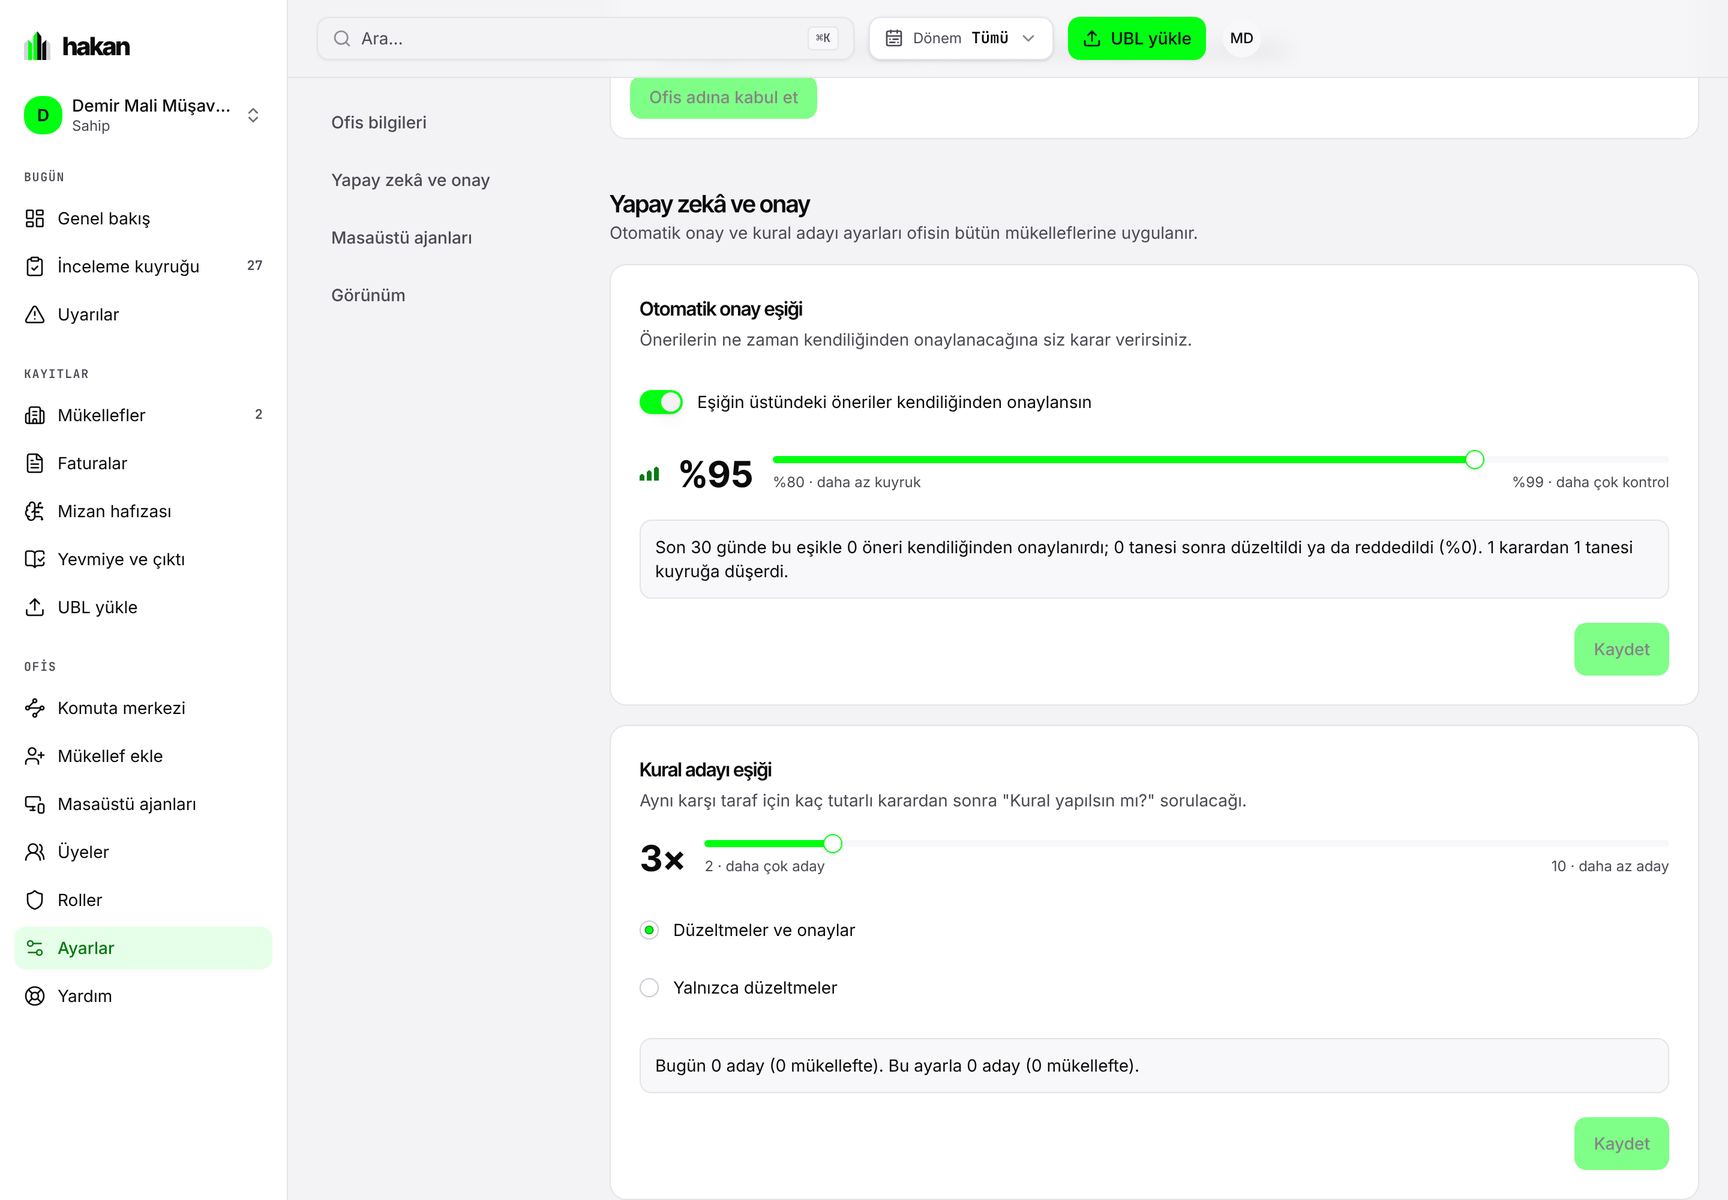 hakan
Ara...
⌘K
Dönem Tümü
UBL yükle
MD
D
Demir Mali Müşav...
Sahip
BUGÜN
Genel bakış
İnceleme kuyruğu 27
Uyarılar
KAYITLAR
Mükellefler 2
Faturalar
Mizan hafızası
Yevmiye ve çıktı
UBL yükle
OFİS
Komuta merkezi
Mükellef ekle
Masaüstü ajanları
Üyeler
Roller
Ayarlar
Yardım
Ofis bilgileri
Yapay zekâ ve onay
Masaüstü ajanları
Görünüm
Ofis adına kabul et
Yapay zekâ ve onay
Otomatik onay ve kural adayı ayarları ofisin bütün mükelleflerine uygulanır.
Otomatik onay eşiği
Önerilerin ne zaman kendiliğinden onaylanacağına siz karar verirsiniz.
Eşiğin üstündeki öneriler kendiliğinden onaylansın
%95
%80 · daha az kuyruk
%99 · daha çok kontrol
Son 30 günde bu eşikle 0 öneri kendiliğinden onaylanırdı; 0 tanesi sonra düzeltildi ya da reddedildi (%0). 1 karardan 1 tanesi
kuyruğa düşerdi.
Kaydet
Kural adayı eşiği
Aynı karşı taraf için kaç tutarlı karardan sonra "Kural yapılsın mı?" sorulacağı.
3×
2 · daha çok aday
10 · daha az aday
Düzeltmeler ve onaylar
Yalnızca düzeltmeler
Bugün 0 aday (0 mükellefte). Bu ayarla 0 aday (0 mükellefte).
Kaydet